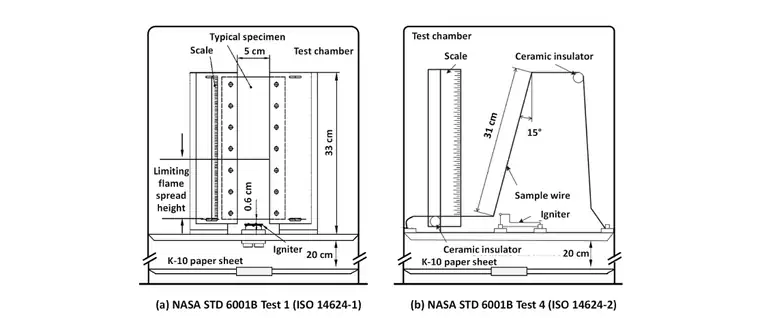 Typical specimen
Scale
5 cm
Test chamber
33 cm
Limiting
flame
spread
height
0.6 cm
Igniter
20 cm
K-10 paper sheet
(a) NASA STD 6001B Test 1 (ISO 14624-1)
Test chamber
Scale
Ceramic insulator
31 cm
15°
Sample wire
Igniter
Ceramic insulator
20 cm
K-10 paper sheet
(b) NASA STD 6001B Test 4 (ISO 14624-2)